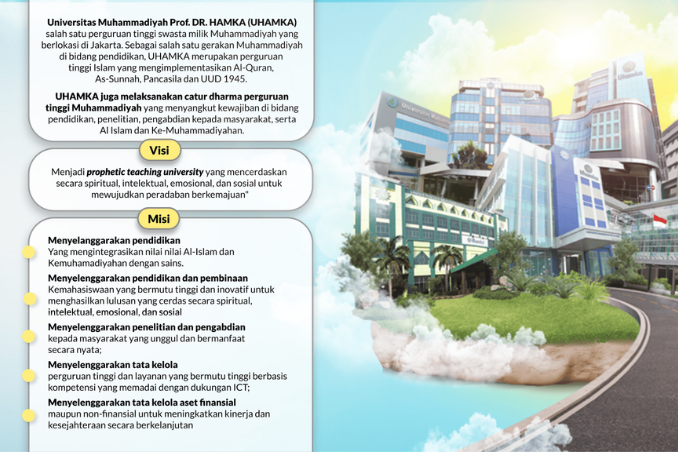 Universitas Muhammadiyah Prof. DR. HAMKA (UHAMKA)
salah satu perguruan tinggi swasta milik Muhammadiyah yang
berlokasi di Jakarta. Sebagai salah satu gerakan Muhammadiyah
di bidang pendidikan, UHAMKA merupakan perguruan
tinggi Islam yang mengimplementasikan Al-Quran,
As-Sunnah, Pancasila dan UUD 1945.
UHAMKA juga melaksanakan catur dharma perguruan
tinggi Muhammadiyah yang menyangkut kewajiban di bidang
pendidikan, penelitian, pengabdian kepada masyarakat, serta
Al Islam dan Ke-Muhammadiyahan.
Visi
Menjadi prophetic teaching university yang mencerdaskan
secara spiritual, intelektual, emosional, dan sosial untuk
mewujudkan peradaban berkemajuan"
Misi
Menyelenggarakan pendidikan
Yang mengintegrasikan nilai nilai Al-Islam dan
Kemuhamadiyahan dengan sains.
Menyelenggarakan pendidikan dan pembinaan
Kemahasiswaan yang bermutu tinggi dan inovatif untuk
menghasilkan lulusan yang cerdas secara spiritual,
intelektual, emosional, dan sosial
Menyelenggarakan penelitian dan pengabdian
kepada masyarakat yang unggul dan bermanfaat
secara nyata;
Menyelenggarakan tata kelola
perguruan tinggi dan layanan yang bermutu tinggi berbasis
kompetensi yang memadai dengan dukungan ICT;
Menyelenggarakan tata kelola aset finansial
maupun non-finansial untuk meningkatkan kinerja dan
kesejahteraan secara berkelanjutan